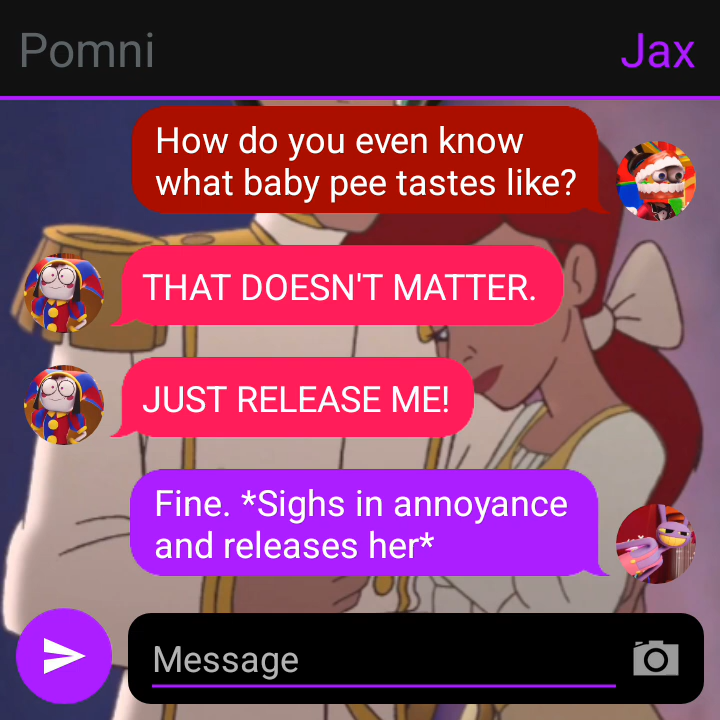 Pomni
Jax
How do you even know
what baby pee tastes like?
THAT DOESN'T MATTER.
JUST RELEASE ME!
Fine. *Sighs in annoyance
and releases her*
Message